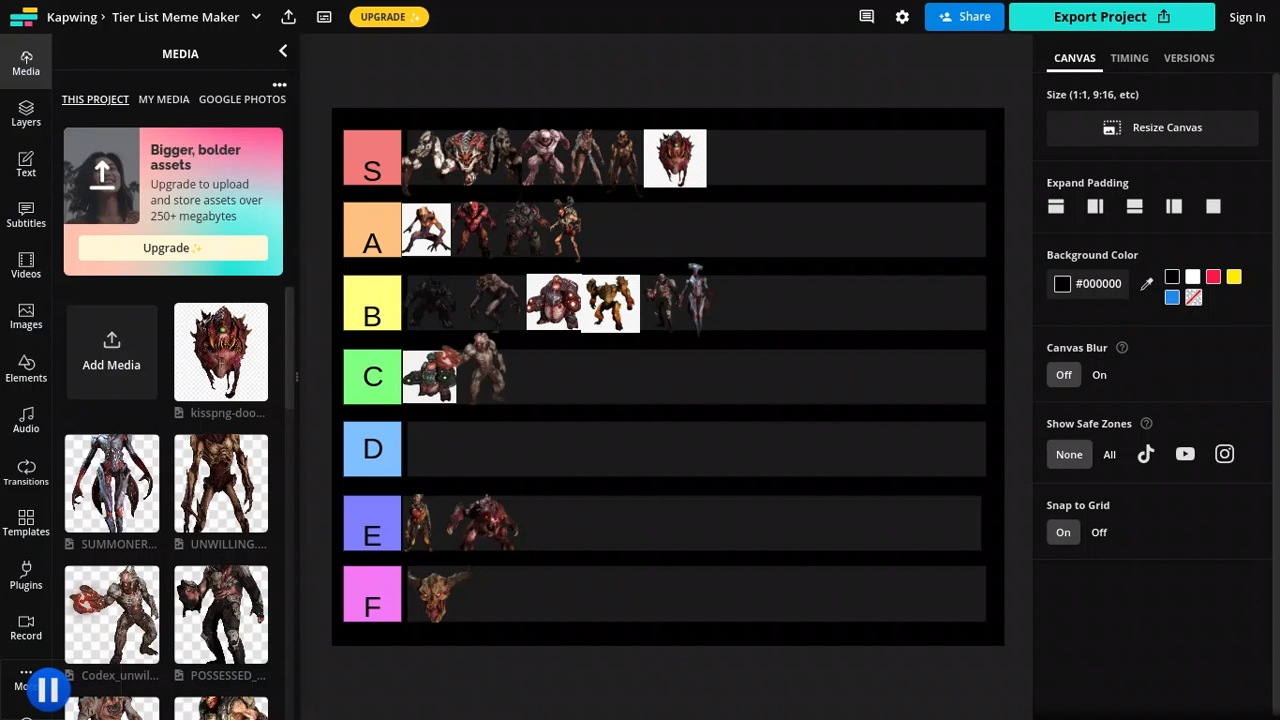 Kapwing › Tier List Meme Maker
UPGRADE ✨
Share
Export Project
Sign In
Media
Layers
Text
Subtitles
Videos
Images
Elements
Audio
Transitions
Templates
Plugins
Record
MEDIA
THIS PROJECT
MY MEDIA
GOOGLE PHOTOS
Bigger, bolder
assets
Upgrade to upload
and store assets over
250+ megabytes
Upgrade ✨
Add Media
kisspng-doo...
SUMMONER...
UNWILLING....
Codex_unwil...
POSSESSED_...
S
A
B
C
D
E
F
CANVAS
TIMING
VERSIONS
Size (1:1, 9:16, etc)
Resize Canvas
Expand Padding
Background Color
#000000
Canvas Blur
Off
On
Show Safe Zones
None
All
Snap to Grid
On
Off